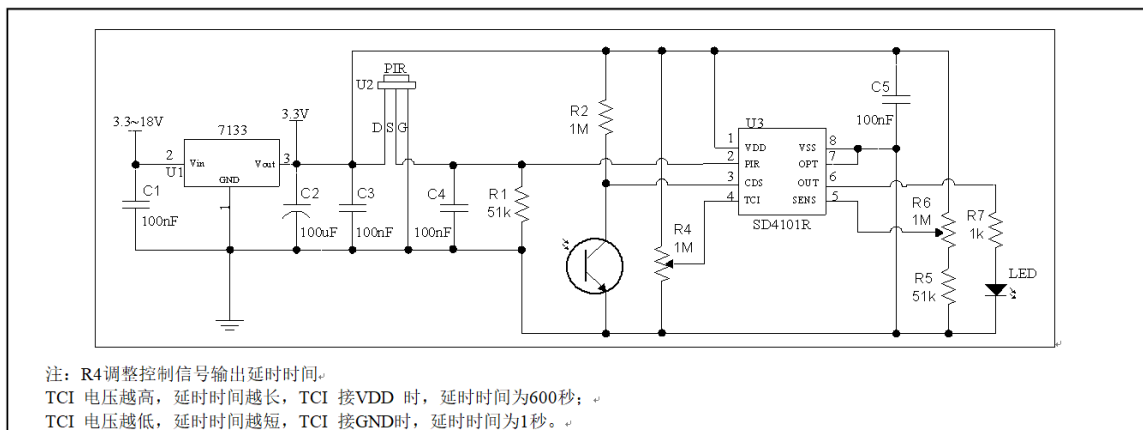 PIR
U2
D S G
3.3~18V
7133
3.3V
2
Vin
Vout
3
U1
GND
1
C1
100nF
C2
100uF
C3
100nF
C4
100nF
R1
51k
R2
1M
R4
1M
U3
1
VDD
VSS
8
2
PIR
OPT
7
3
CDS
OUT
6
4
TCI
SENS
5
SD4101R
C5
100nF
R6
1M
R7
1k
R5
51k
LED
注：R4调整控制信号输出延时时间
TCI 电压越高，延时时间越长，TCI 接VDD 时，延时时间为600秒；
TCI 电压越低，延时时间越短，TCI 接GND时，延时时间为1秒。